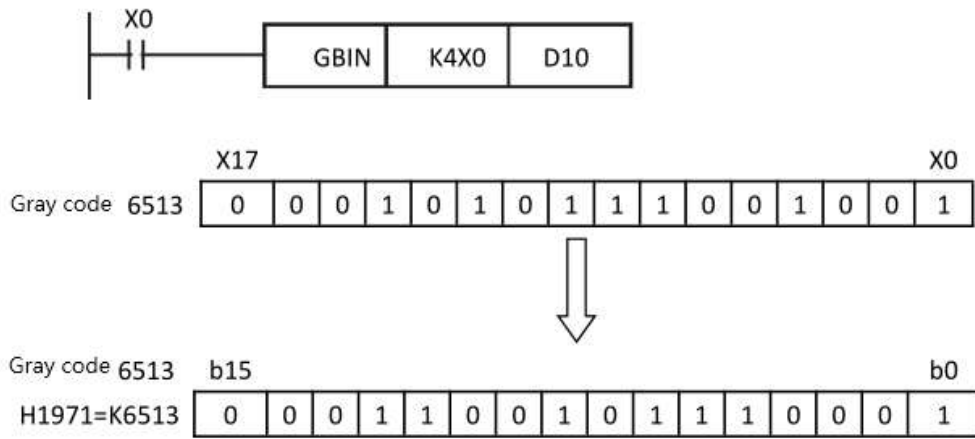 X0
GBIN K4X0 D10
X17 X0
Gray code 6513 0 0 0 1 0 1 0 1 1 1 0 0 1 0 0 1
Gray code 6513 b15 b0
H1971=K6513 0 0 0 1 1 0 0 1 0 1 1 1 0 0 0 1